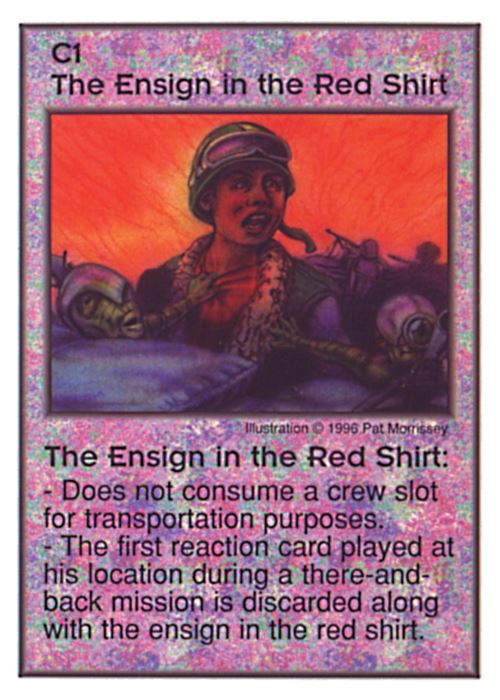 C1
The Ensign in the Red Shirt
Illustration © 1996 Pat Morrissey
The Ensign in the Red Shirt:
- Does not consume a crew slot
for transportation purposes.
- The first reaction card played at
his location during a there-and-
back mission is discarded along
with the ensign in the red shirt.